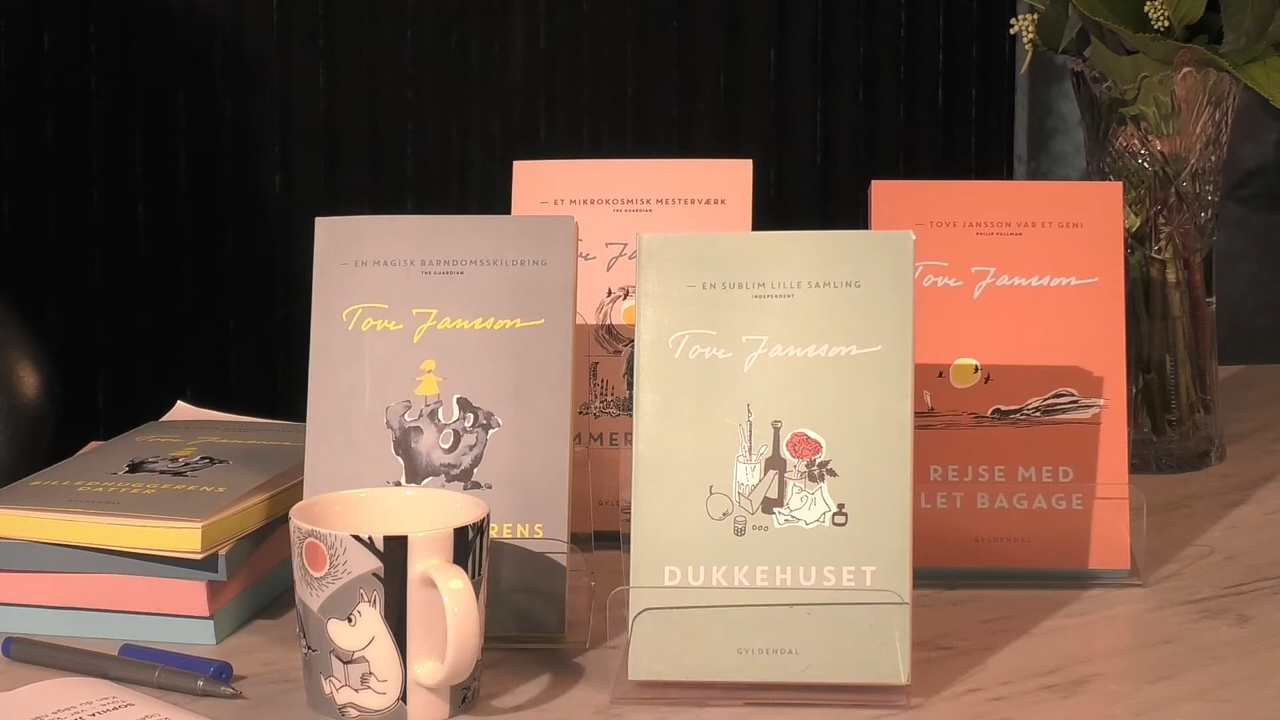 — EN MAGISK BARNDOMSSKILDRING
THE GUARDIAN
Tove Jansson
RENS
— ET MIKROKOSMISK MESTERVÆRK
THE GUARDIAN
— EN SUBLIM LILLE SAMLING
INDEPENDENT
Tove Jansson
DUKKEHUSET
GYLDENDAL
— TOVE JANSSON VAR ET GENI
PHILIP PULLMAN
Tove Jansson
REJSE MED
LET BAGAGE
GYLDENDAL
Tove Jansson
BILLEDHUGGERENS
DATTER
GYLDENDAL